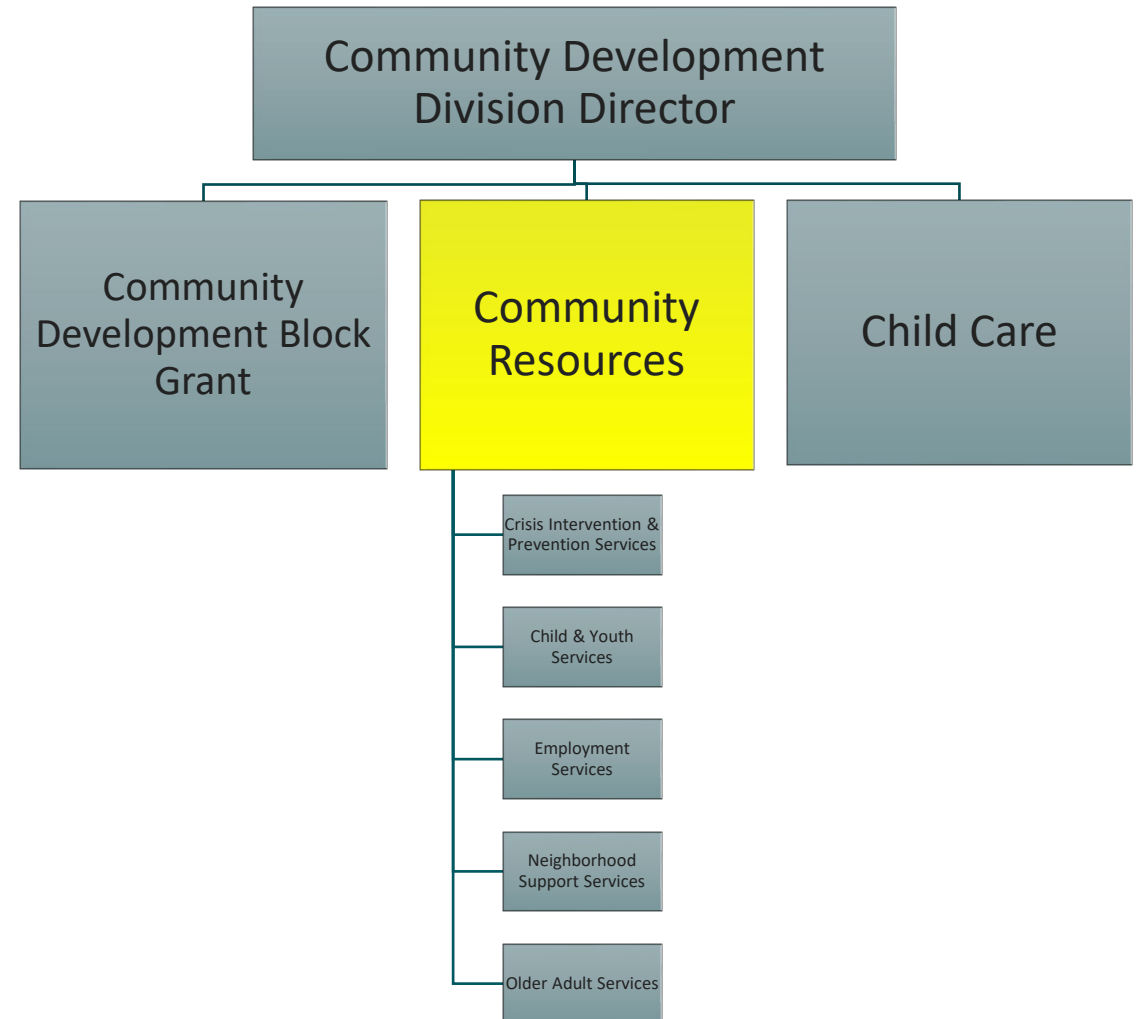 Community Development
Division Director
Community
Development Block
Grant
Community
Resources
Child Care
Crisis Intervention &
Prevention Services
Child & Youth
Services
Employment
Services
Neighborhood
Support Services
Older Adult Services